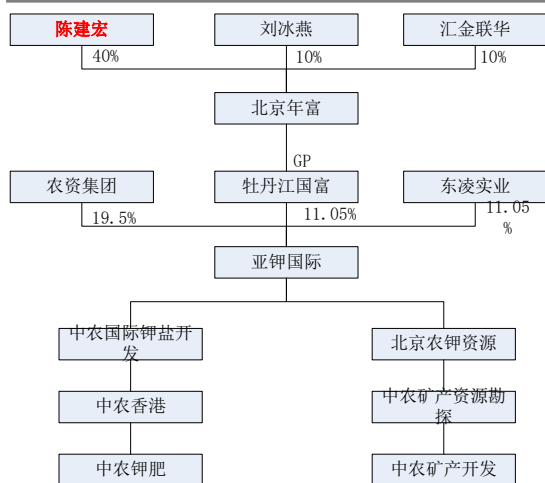 陈建宏
刘冰燕
汇金联华
40%
10%
10%
北京年富
GP
农资集团
牡丹江国富
东凌实业
19.5%
11.05%
11.05
%
亚钾国际
中农国际钾盐开
发
北京农钾资源
中农香港
中农矿产资源勘
探
中农钾肥
中农矿产开发